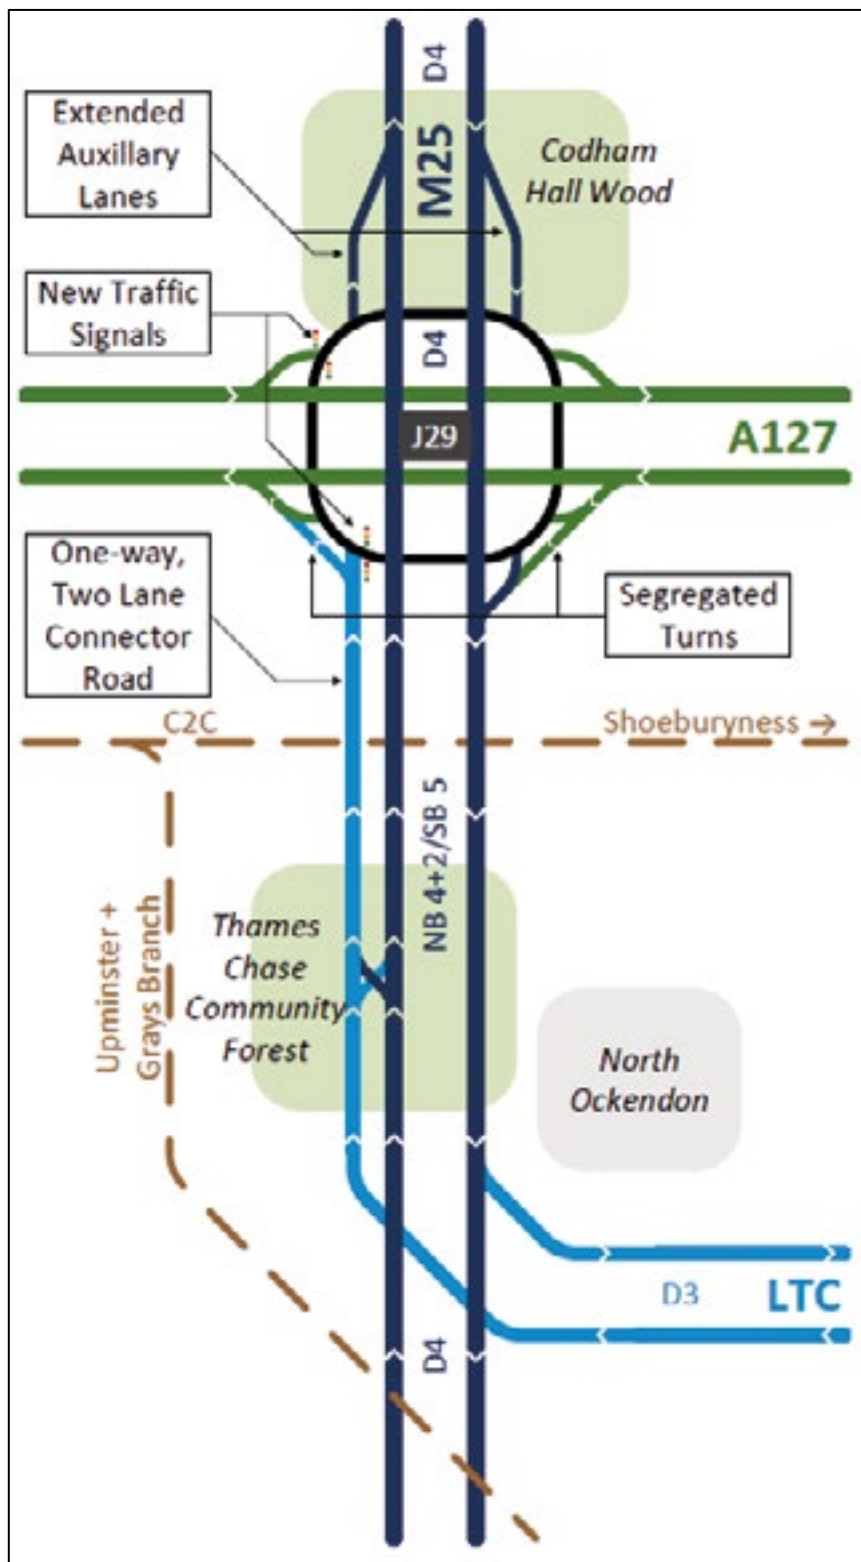 D4
M25
Extended
Auxillary
Lanes
Codham
Hall Wood
New Traffic
Signals
D4
J29
A127
One-way,
Two Lane
Connector
Road
Segregated
Turns
C2C
Shoeburyness →
NB 4+2/SB 5
Upminster +
Grays Branch
Thames
Chase
Community
Forest
North
Ockendon
D3
LTC
D4